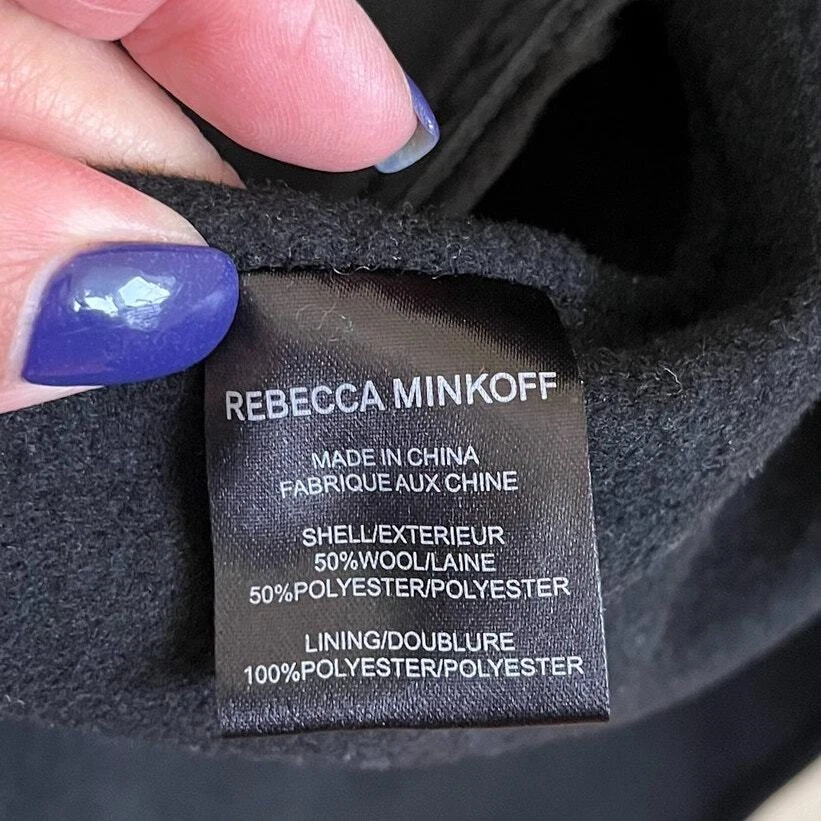 REBECCA MINKOFF
MADE IN CHINA
FABRIQUE AUX CHINE
SHELL/EXTERIEUR
50%WOOL/LAINE
50%POLYESTER/POLYESTER
LINING/DOUBLURE
100%POLYESTER/POLYESTER